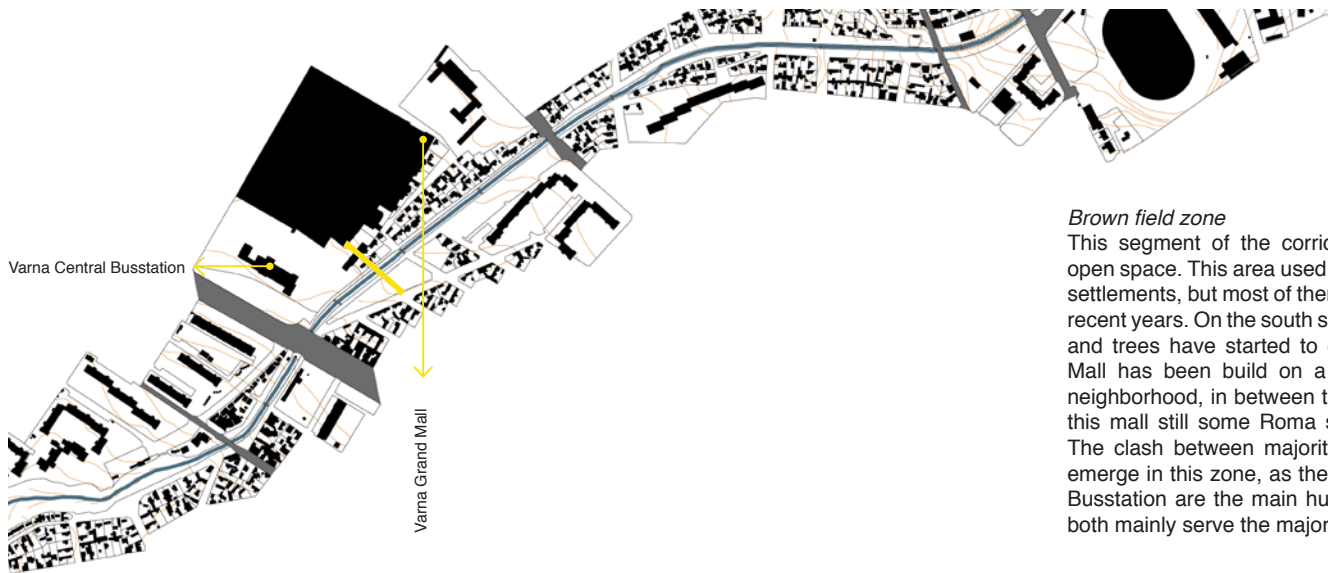 Varna Central Busstation
Varna Grand Mall
Brown field zone
This segment of the corric
open space. This area used
settlements, but most of ther
recent years. On the south s
and trees have started to
Mall has been build on a
neighborhood, in between t
this mall still some Roma s
The clash between majorit
emerge in this zone, as the
Busstation are the main hu
both mainly serve the major